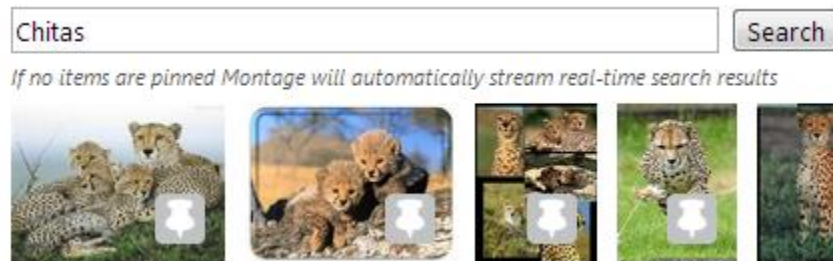 Chitas
Search
If no items are pinned Montage will automatically stream real-time search results